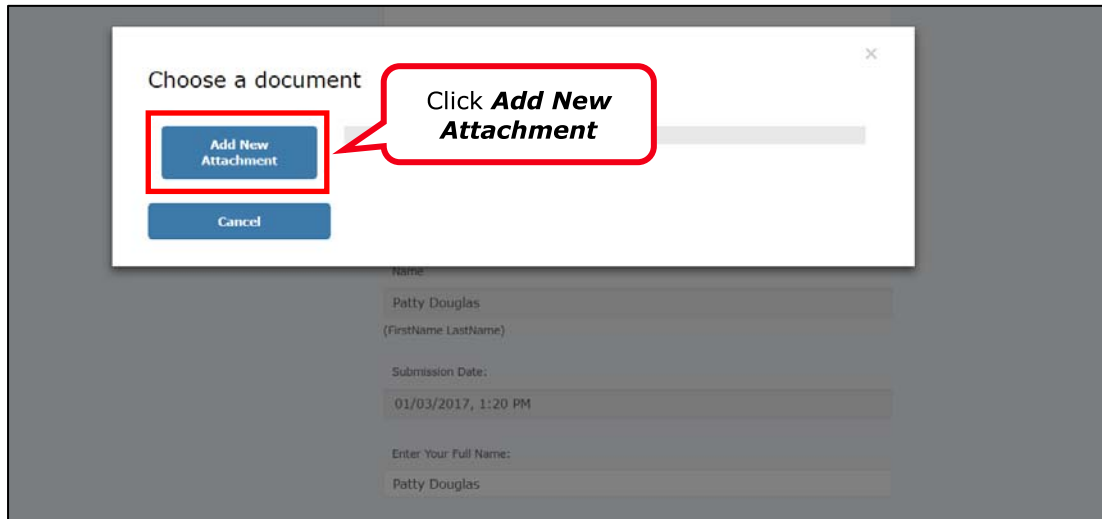 Choose a document
×
Click Add New
Attachment
Add New
Attachment
Cancel
Name
Patty Douglas
(FirstName LastName)
Submission Date:
01/03/2017, 1:20 PM
Enter Your Full Name:
Patty Douglas